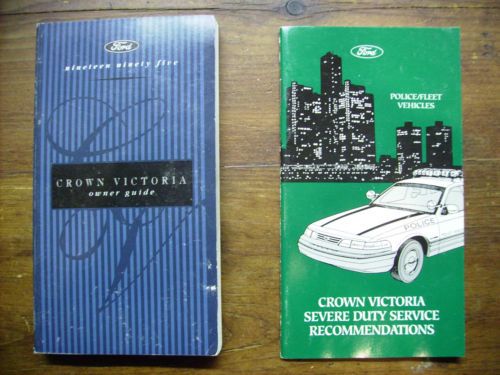 Ford
nineteen ninety five
CROWN VICTORIA
owner guide
Ford
POLICE/FLEET
VEHICLES
POLICE
CROWN VICTORIA
SEVERE DUTY SERVICE
RECOMMENDATIONS